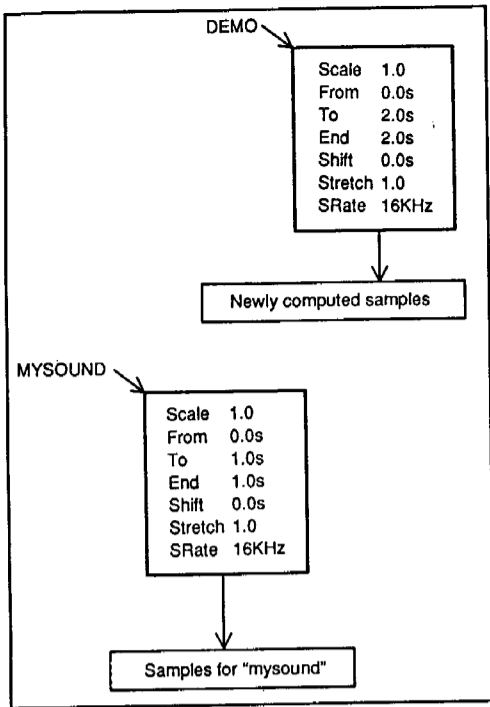 DEMO
Scale 1.0
From 0.0s
To 2.0s
End 2.0s
Shift 0.0s
Stretch 1.0
SRate 16KHz
Newly computed samples
MYSOUND
Scale 1.0
From 0.0s
To 1.0s
End 1.0s
Shift 0.0s
Stretch 1.0
SRate 16KHz
Samples for "mysound"